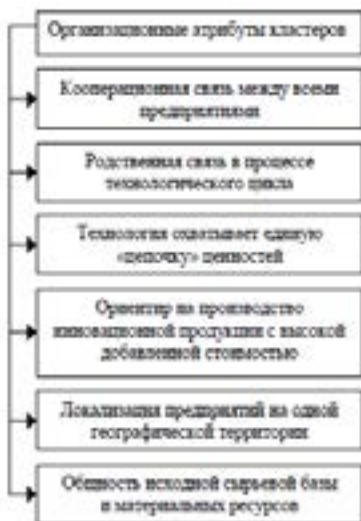 Организационные атрибуты кластеров
Кооперационная связь между всеми
предприятиями
Родственная связь в процессе
технологического цикла
Технология охватывает единую
«цепочку» ценностей
Ориентир на производство
инновационной продукции с высокой
добавленной стоимостью
Локализация предприятий на одной
географической территории
Общность исходной сырьевой базы
и материальных ресурсов